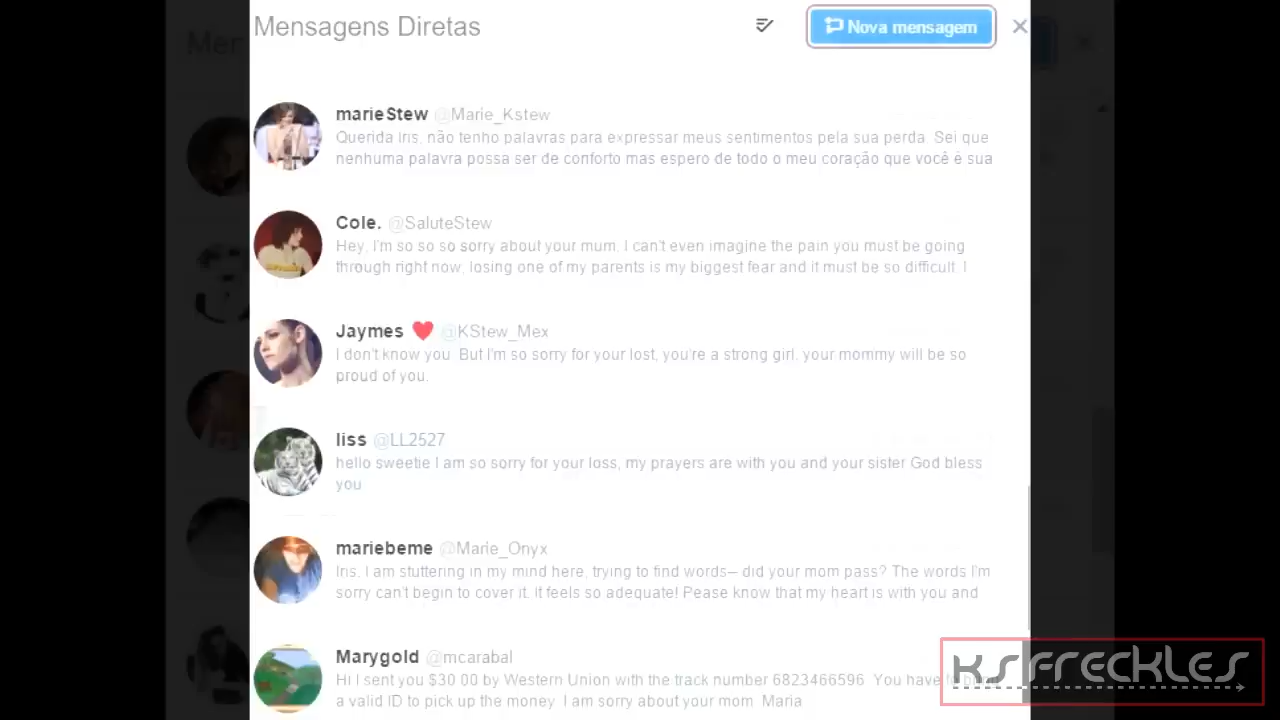 Mensagens Diretas
Nova mensagem
marieStew @Marie_Kstew
Querida Iris, não tenho palavras para expressar meus sentimentos pela sua perda. Sei que
nenhuma palavra possa ser de conforto mas espero de todo o meu coração que você e sua
Cole. @SaluteStew
Hey, I'm so so so sorry about your mum, I can't even imagine the pain you must be going
through right now, losing one of my parents is my biggest fear and it must be so difficult. I
Jaymes ❤ @KStew_Mex
I don't know you. But I'm so sorry for your lost, you're a strong girl. your mommy will be so
proud of you.
liss @LL2527
hello sweetie I am so sorry for your loss, my prayers are with you and your sister God bless
you
mariebeme @Marie_Onyx
Iris, I am stuttering in my mind here, trying to find words– did your mom pass? The words I'm
sorry can't begin to cover it. It feels so adequate! Pease know that my heart is with you and
Marygold @mcarabal
Hi I sent you $30.00 by Western Union with the track number 6823466596. You have to
a valid ID to pick up the money. I am sorry about your mom. Maria
KSFRECKLES